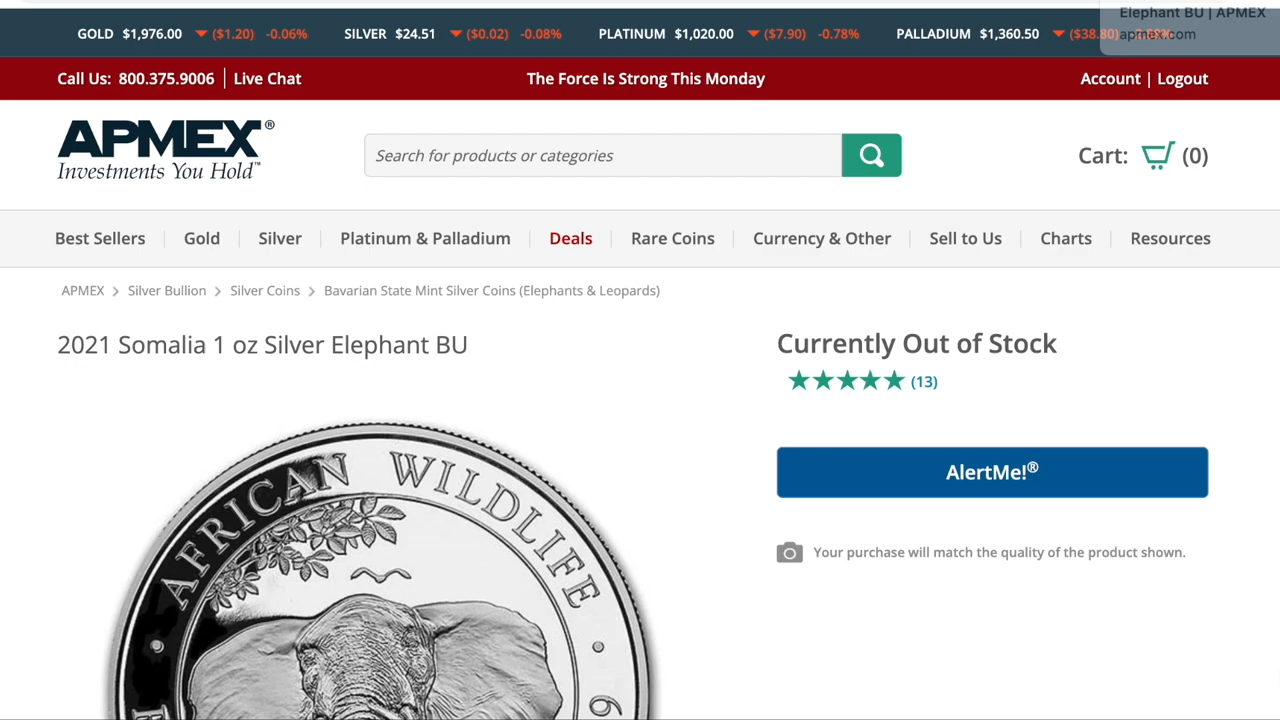 Elephant BU | APMEX
GOLD $1,976.00 ($1.20) -0.06% SILVER $24.51 ($0.02) -0.08% PLATINUM $1,020.00 ($7.90) -0.78% PALLADIUM $1,360.50 ($38.80)
apmex.com
Call Us: 800.375.9006 | Live Chat The Force Is Strong This Monday Account | Logout
APMEX®
Investments You Hold™
Search for products or categories
Cart: (0)
Best Sellers Gold Silver Platinum & Palladium Deals Rare Coins Currency & Other Sell to Us Charts Resources
APMEX > Silver Bullion > Silver Coins > Bavarian State Mint Silver Coins (Elephants & Leopards)
2021 Somalia 1 oz Silver Elephant BU
Currently Out of Stock
★★★★★ (13)
AlertMe!®
Your purchase will match the quality of the product shown.
AFRICAN WILDLIFE